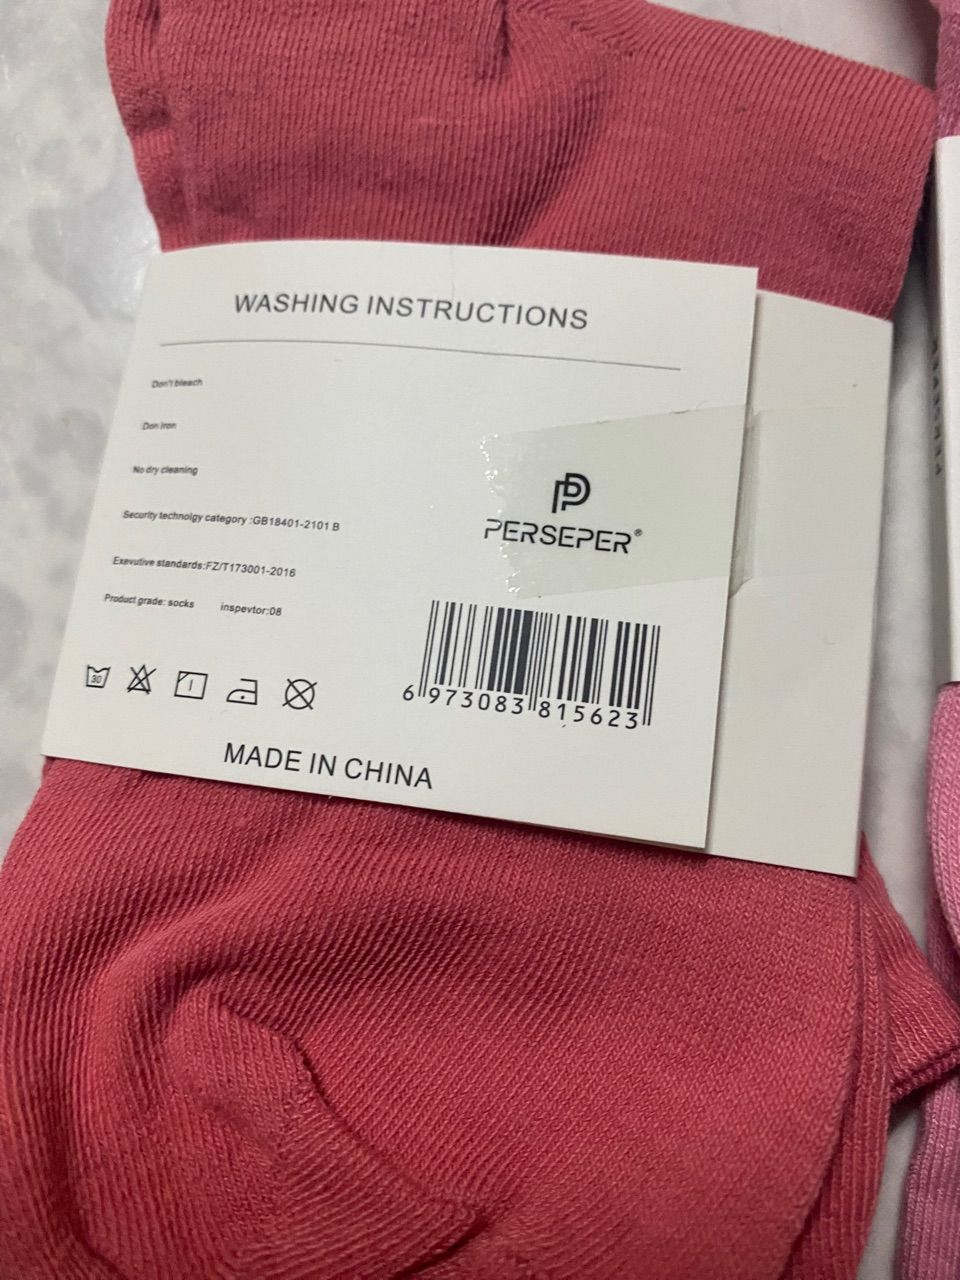 WASHING INSTRUCTIONS
Don't bleach
Don iron
No dry cleaning
Security technolgy category :GB18401-2101 B
Exevutive standards:FZ/T173001-2016
Product grade: socks inspevtor:08
PERSEPER®
30
6 973083 815623
MADE IN CHINA